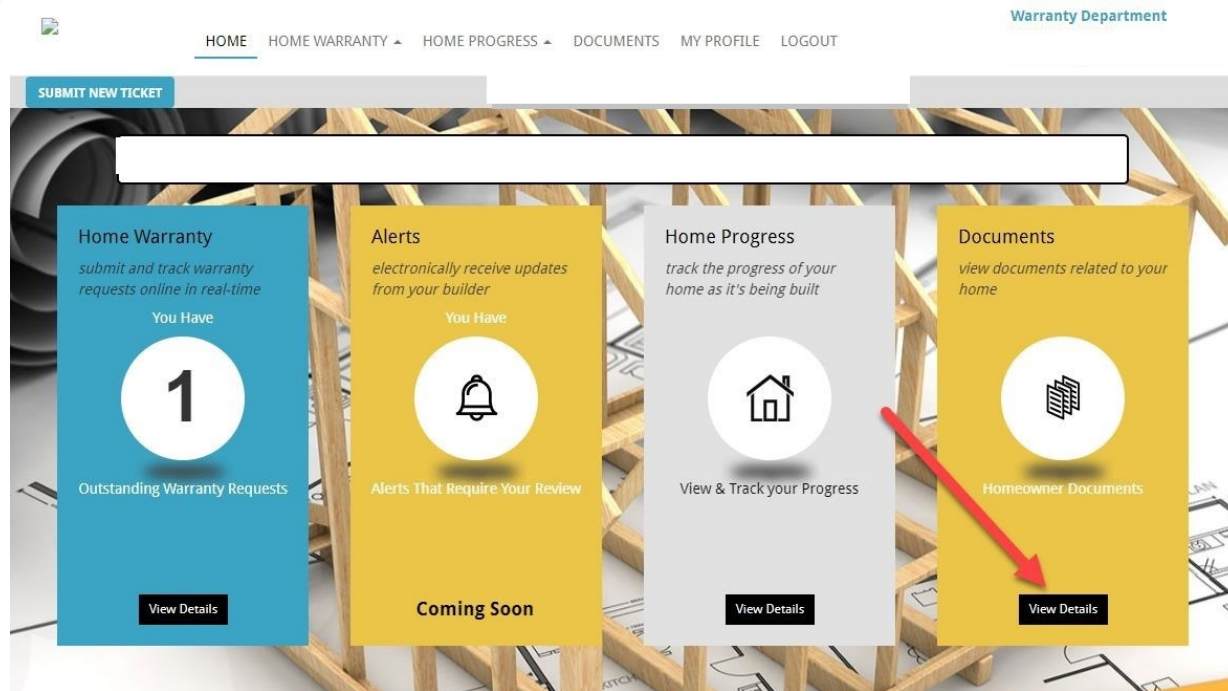 Warranty Department
HOME HOME WARRANTY HOME PROGRESS DOCUMENTS MY PROFILE LOGOUT
SUBMIT NEW TICKET
Home Warranty
submit and track warranty
requests online in real-time
You Have
1
Outstanding Warranty Requests
View Details
Alerts
electronically receive updates
from your builder
You Have
Alerts That Require Your Review
Coming Soon
Home Progress
track the progress of your
home as it's being built
View & Track your Progress
View Details
Documents
view documents related to your
home
Homeowner Documents
View Details